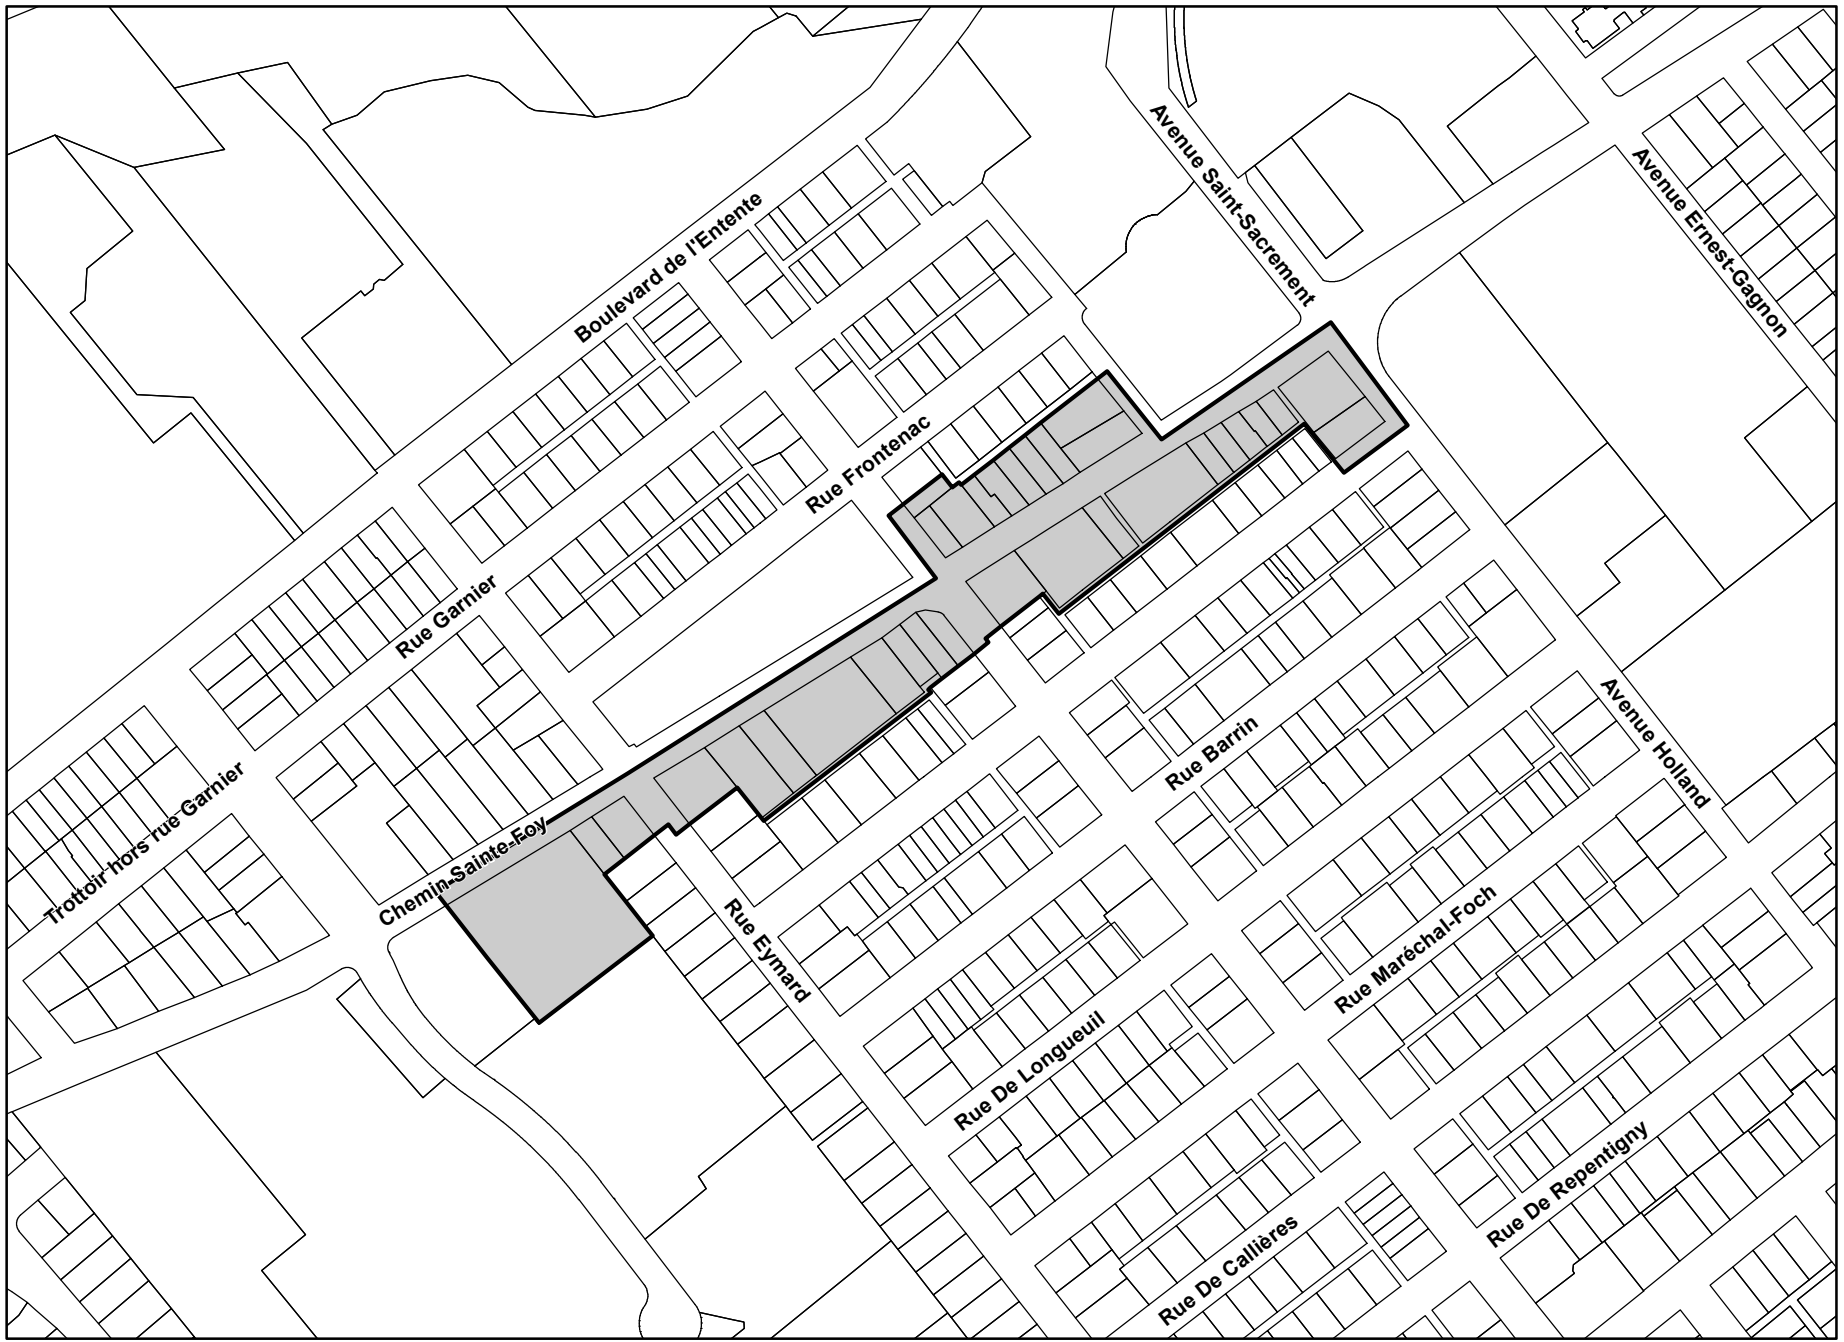 Avenue Saint-Sacrement
Avenue Ernest-Gagnon
Boulevard de l'Entente
Rue Frontenac
Rue Garnier
Trottoir hors rue Garnier
Chemin-Sainte-Foy
Rue Eymard
Rue Barrin
Avenue Holland
Rue Maréchal-Foch
Rue De Longueuil
Rue De Repentigny
Rue De Callières